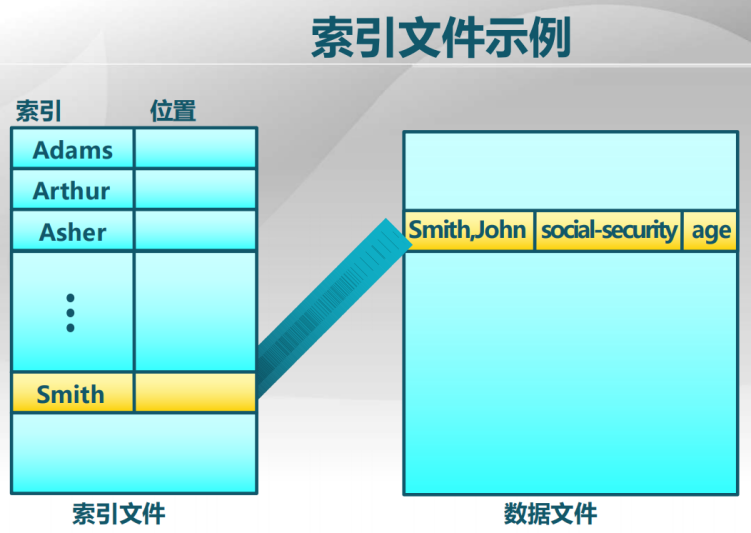 索引文件示例
索引 位置
Adams
Arthur
Asher
Smith
索引文件
Smith,John social-security age
数据文件